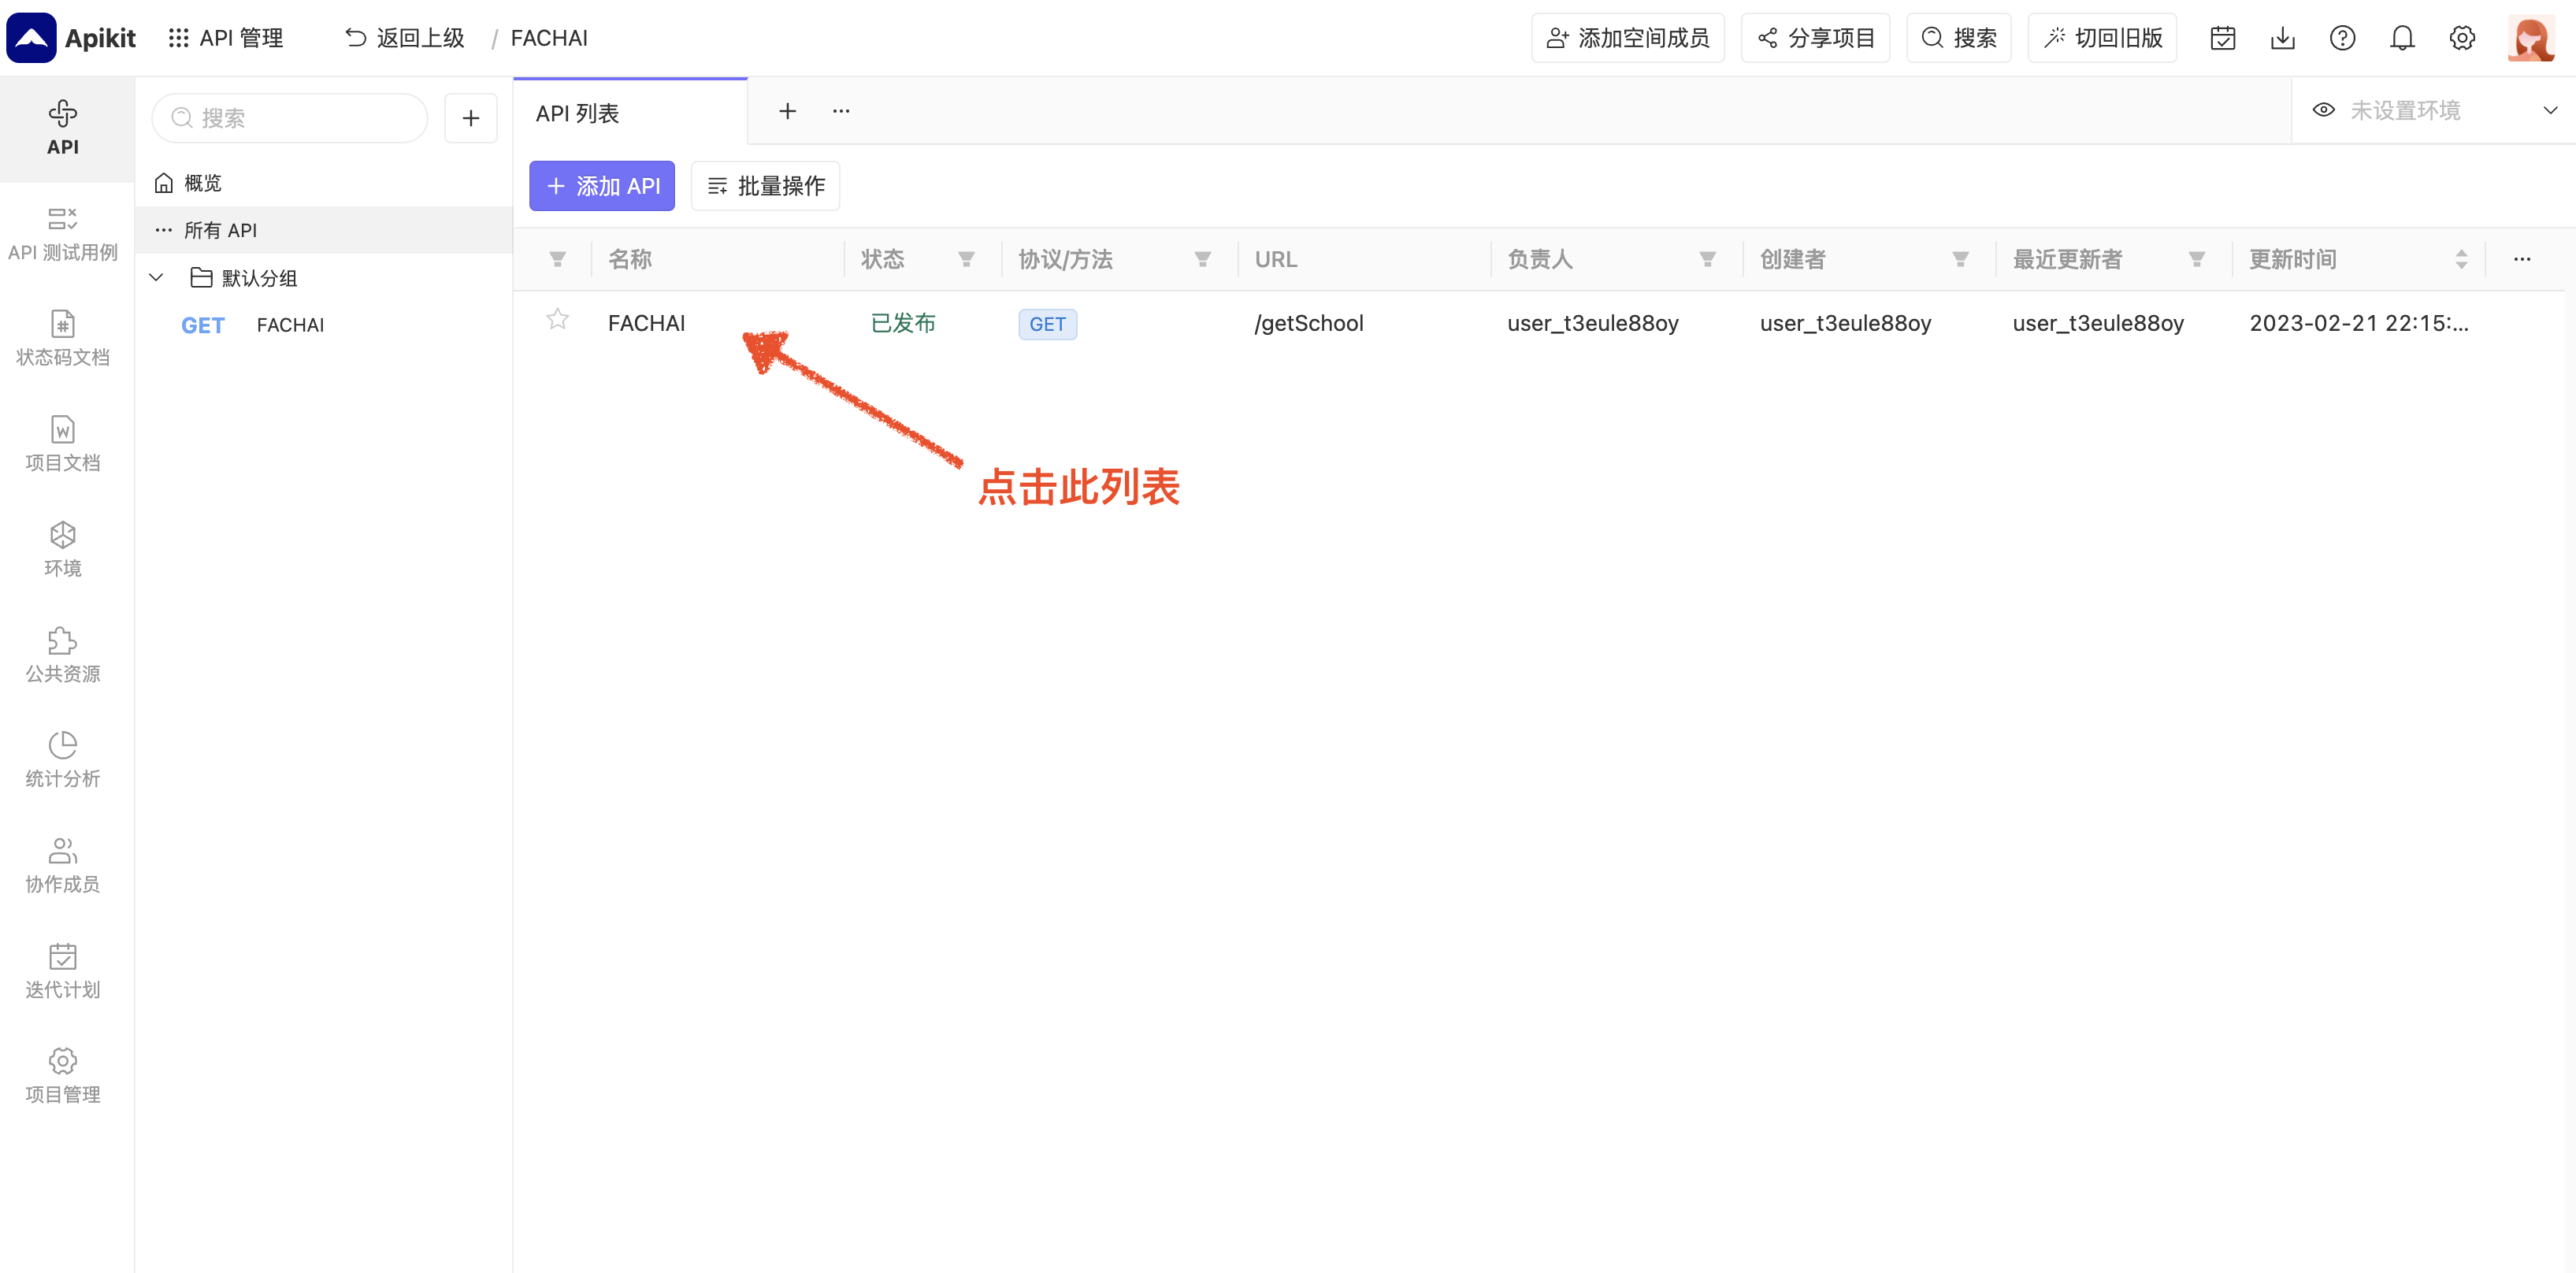 Apikit
API 管理
返回上级 / FACHAI
添加空间成员
分享项目
搜索
切回旧版
API
API 测试用例
状态码文档
项目文档
环境
公共资源
统计分析
协作成员
迭代计划
项目管理
搜索
概览
所有 API
默认分组
GET FACHAI
API 列表
未设置环境
添加 API
批量操作
名称 状态 协议/方法 URL 负责人 创建者 最近更新者 更新时间
FACHAI 已发布 GET /getSchool user_t3eule88oy user_t3eule88oy user_t3eule88oy 2023-02-21 22:15:...
点击此列表